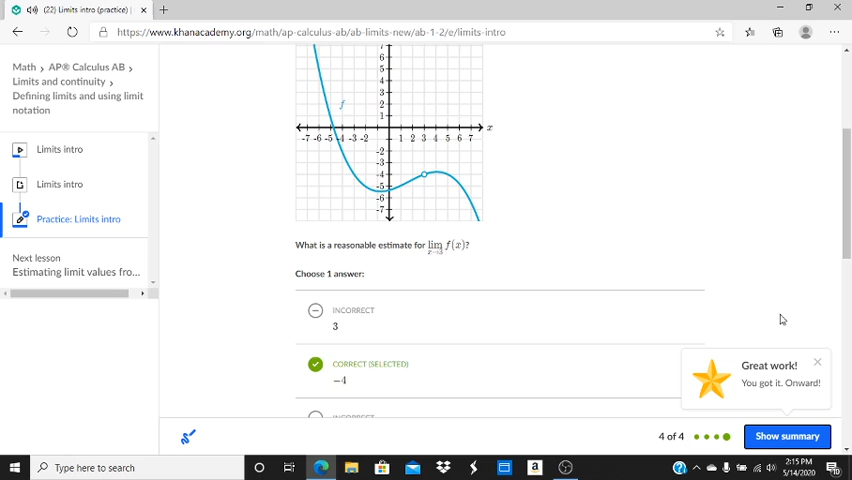 (22) Limits intro (practice) |
https://www.khanacademy.org/math/ap-calculus-ab/ab-limits-new/ab-1-2/e/limits-intro
Math > AP® Calculus AB >
Limits and continuity >
Defining limits and using limit
notation
Limits intro
Limits intro
Practice: Limits intro
Next lesson
Estimating limit values fro...
6
5
4
3
2
1
f
x
-7 -6 -5 -4 -3 -2 1 2 3 4 5 6 7
-2
-3
-4
-5
-6
-7
What is a reasonable estimate for lim x→3 f(x)?
Choose 1 answer:
INCORRECT
3
CORRECT (SELECTED)
-4
INCORRECT
Great work!
You got it. Onward!
4 of 4
Show summary
Type here to search
2:15 PM
5/14/2020